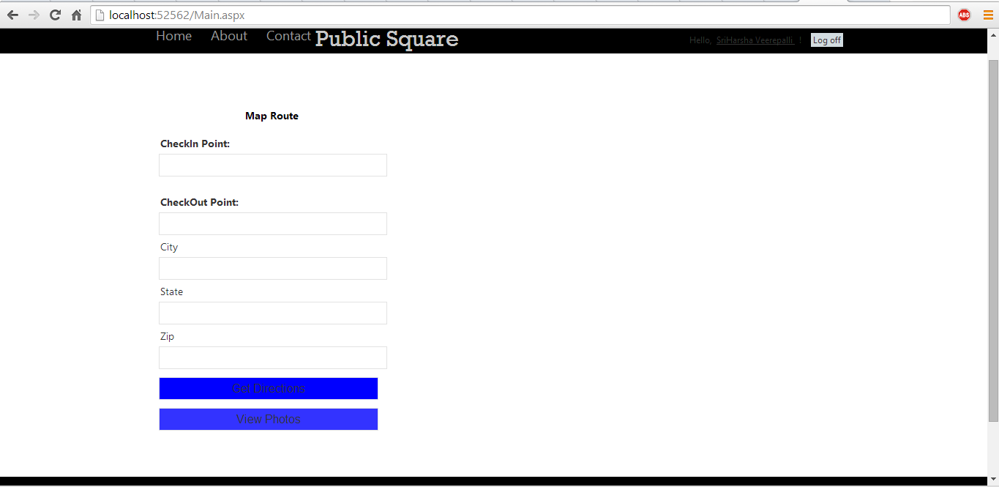 localhost:52562/Main.aspx
ABS
Home About Contact Public Square Hello, SriHarsha Veerepalli ! Log off
Map Route
CheckIn Point:
CheckOut Point:
City
State
Zip
Get Directions
View Photos